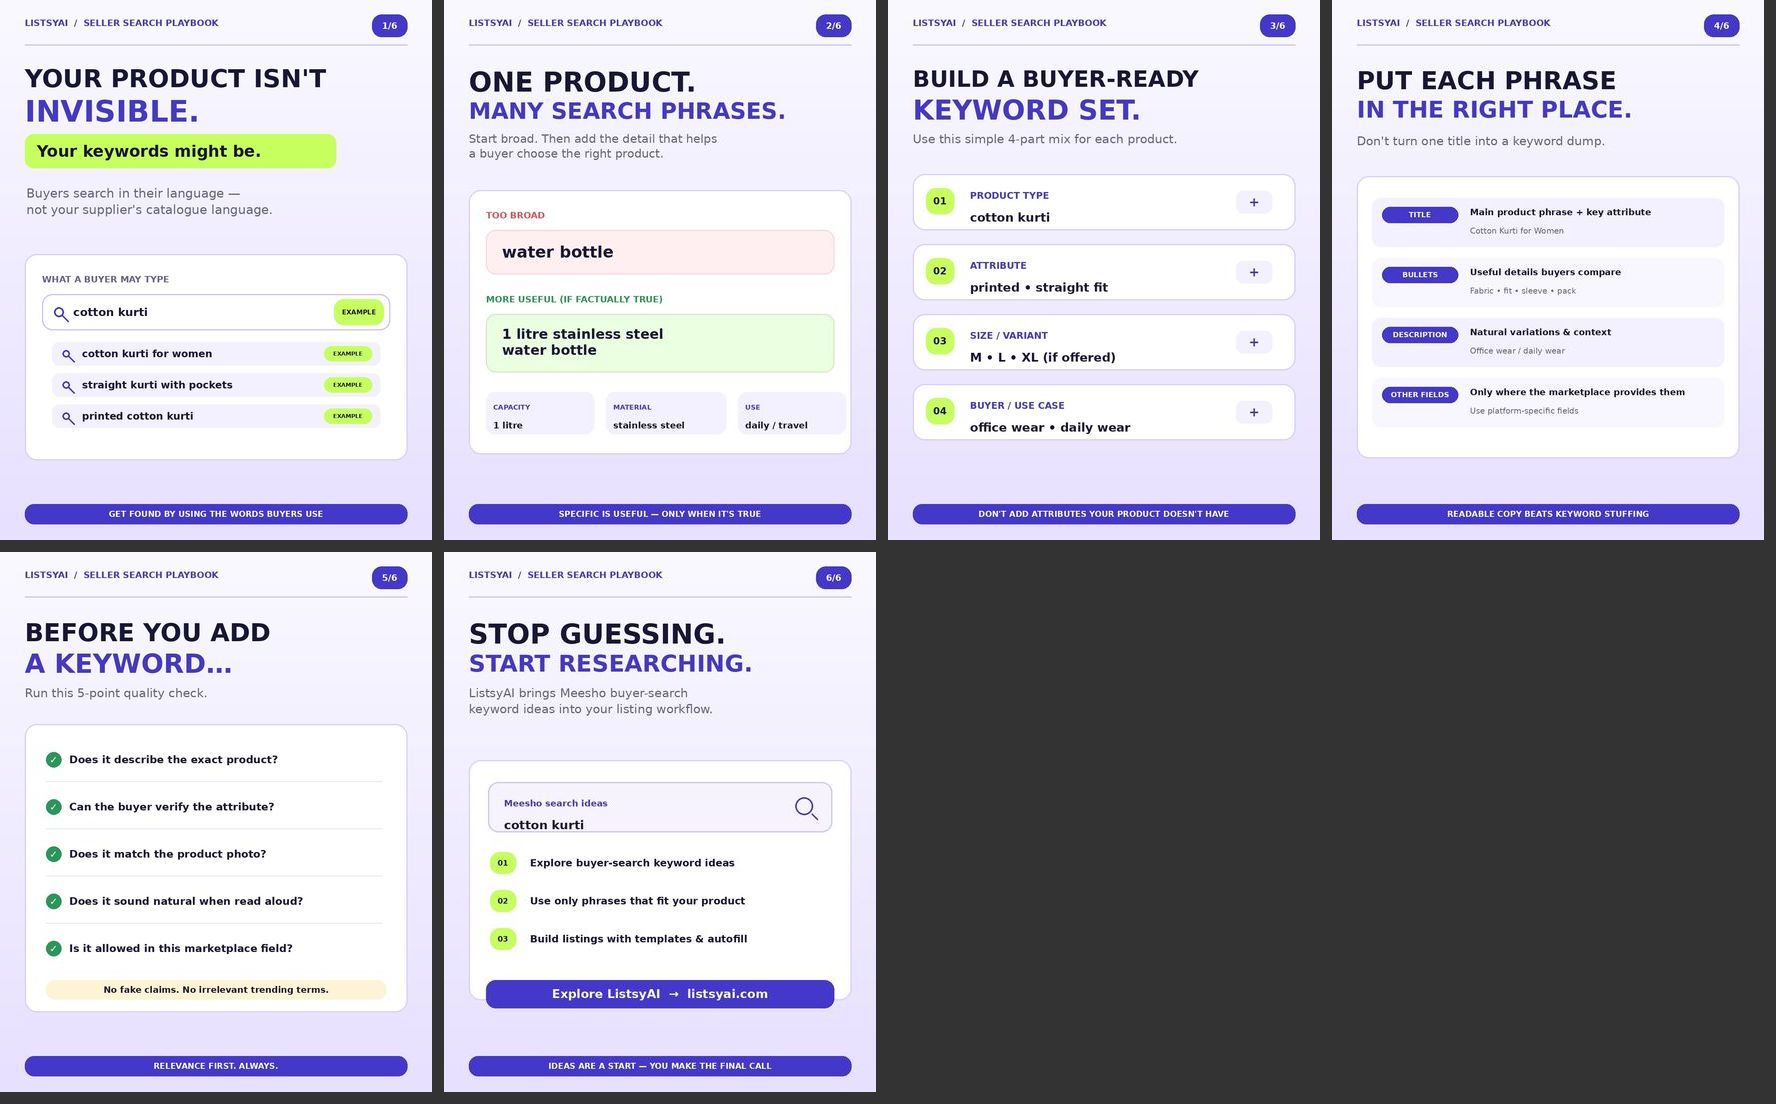 LISTSYAI / SELLER SEARCH PLAYBOOK
1/6
YOUR PRODUCT ISN'T
INVISIBLE.
Your keywords might be.
Buyers search in their language —
not your supplier's catalogue language.
WHAT A BUYER MAY TYPE
cotton kurti
EXAMPLE
cotton kurti for women
EXAMPLE
straight kurti with pockets
EXAMPLE
printed cotton kurti
EXAMPLE
GET FOUND BY USING THE WORDS BUYERS USE
LISTSYAI / SELLER SEARCH PLAYBOOK
2/6
ONE PRODUCT.
MANY SEARCH PHRASES.
Start broad. Then add the detail that helps
a buyer choose the right product.
TOO BROAD
water bottle
MORE USEFUL (IF FACTUALLY TRUE)
1 litre stainless steel
water bottle
CAPACITY
1 litre
MATERIAL
stainless steel
USE
daily / travel
SPECIFIC IS USEFUL — ONLY WHEN IT'S TRUE
LISTSYAI / SELLER SEARCH PLAYBOOK
3/6
BUILD A BUYER-READY
KEYWORD SET.
Use this simple 4-part mix for each product.
01
PRODUCT TYPE
cotton kurti
+
02
ATTRIBUTE
printed • straight fit
+
03
SIZE / VARIANT
M • L • XL (if offered)
+
04
BUYER / USE CASE
office wear • daily wear
+
DON'T ADD ATTRIBUTES YOUR PRODUCT DOESN'T HAVE
LISTSYAI / SELLER SEARCH PLAYBOOK
4/6
PUT EACH PHRASE
IN THE RIGHT PLACE.
Don't turn one title into a keyword dump.
TITLE
Main product phrase + key attribute
Cotton Kurti for Women
BULLETS
Useful details buyers compare
Fabric • fit • sleeve • pack
DESCRIPTION
Natural variations & context
Office wear / daily wear
OTHER FIELDS
Only where the marketplace provides them
Use platform-specific fields
READABLE COPY BEATS KEYWORD STUFFING
LISTSYAI / SELLER SEARCH PLAYBOOK
5/6
BEFORE YOU ADD
A KEYWORD…
Run this 5-point quality check.
✓ Does it describe the exact product?
✓ Can the buyer verify the attribute?
✓ Does it match the product photo?
✓ Does it sound natural when read aloud?
✓ Is it allowed in this marketplace field?
No fake claims. No irrelevant trending terms.
RELEVANCE FIRST. ALWAYS.
LISTSYAI / SELLER SEARCH PLAYBOOK
6/6
STOP GUESSING.
START RESEARCHING.
ListsyAI brings Meesho buyer-search
keyword ideas into your listing workflow.
Meesho search ideas
cotton kurti
01
Explore buyer-search keyword ideas
02
Use only phrases that fit your product
03
Build listings with templates & autofill
Explore ListsyAI → listsyai.com
IDEAS ARE A START — YOU MAKE THE FINAL CALL